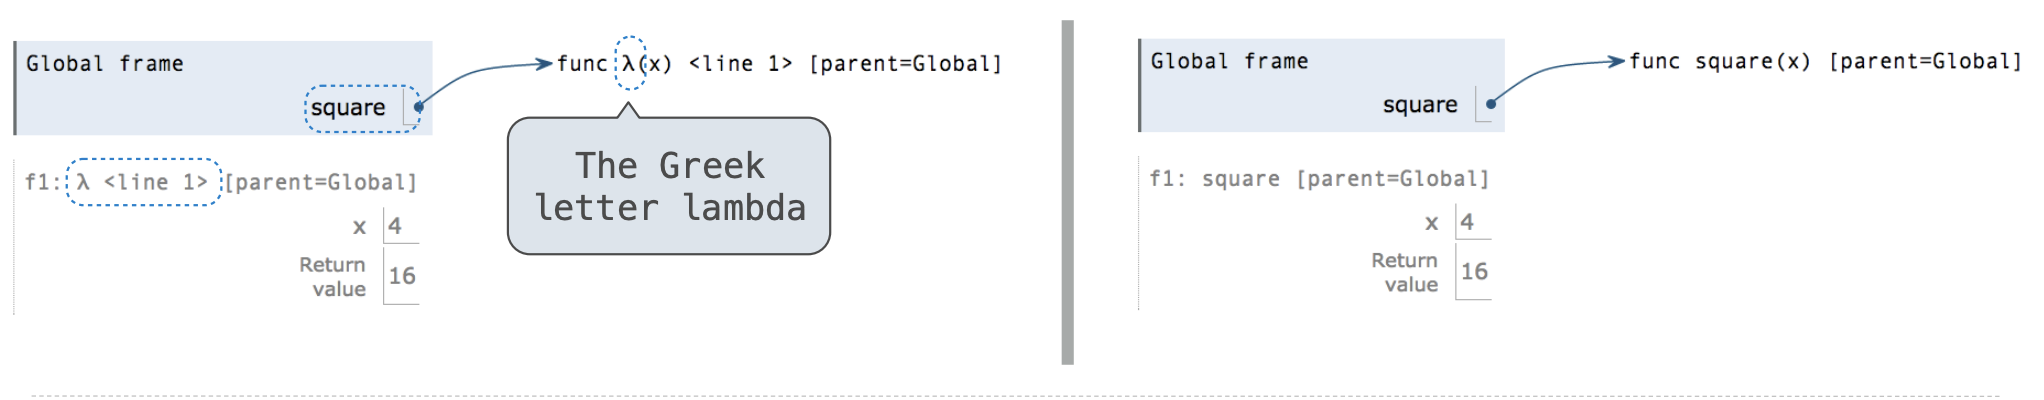 Global frame
func λ(x) <line 1> [parent=Global]
square
The Greek
letter lambda
f1: λ <line 1> [parent=Global]
x 4
Return
value
16
Global frame
func square(x) [parent=Global]
square
f1: square [parent=Global]
x 4
Return
value
16